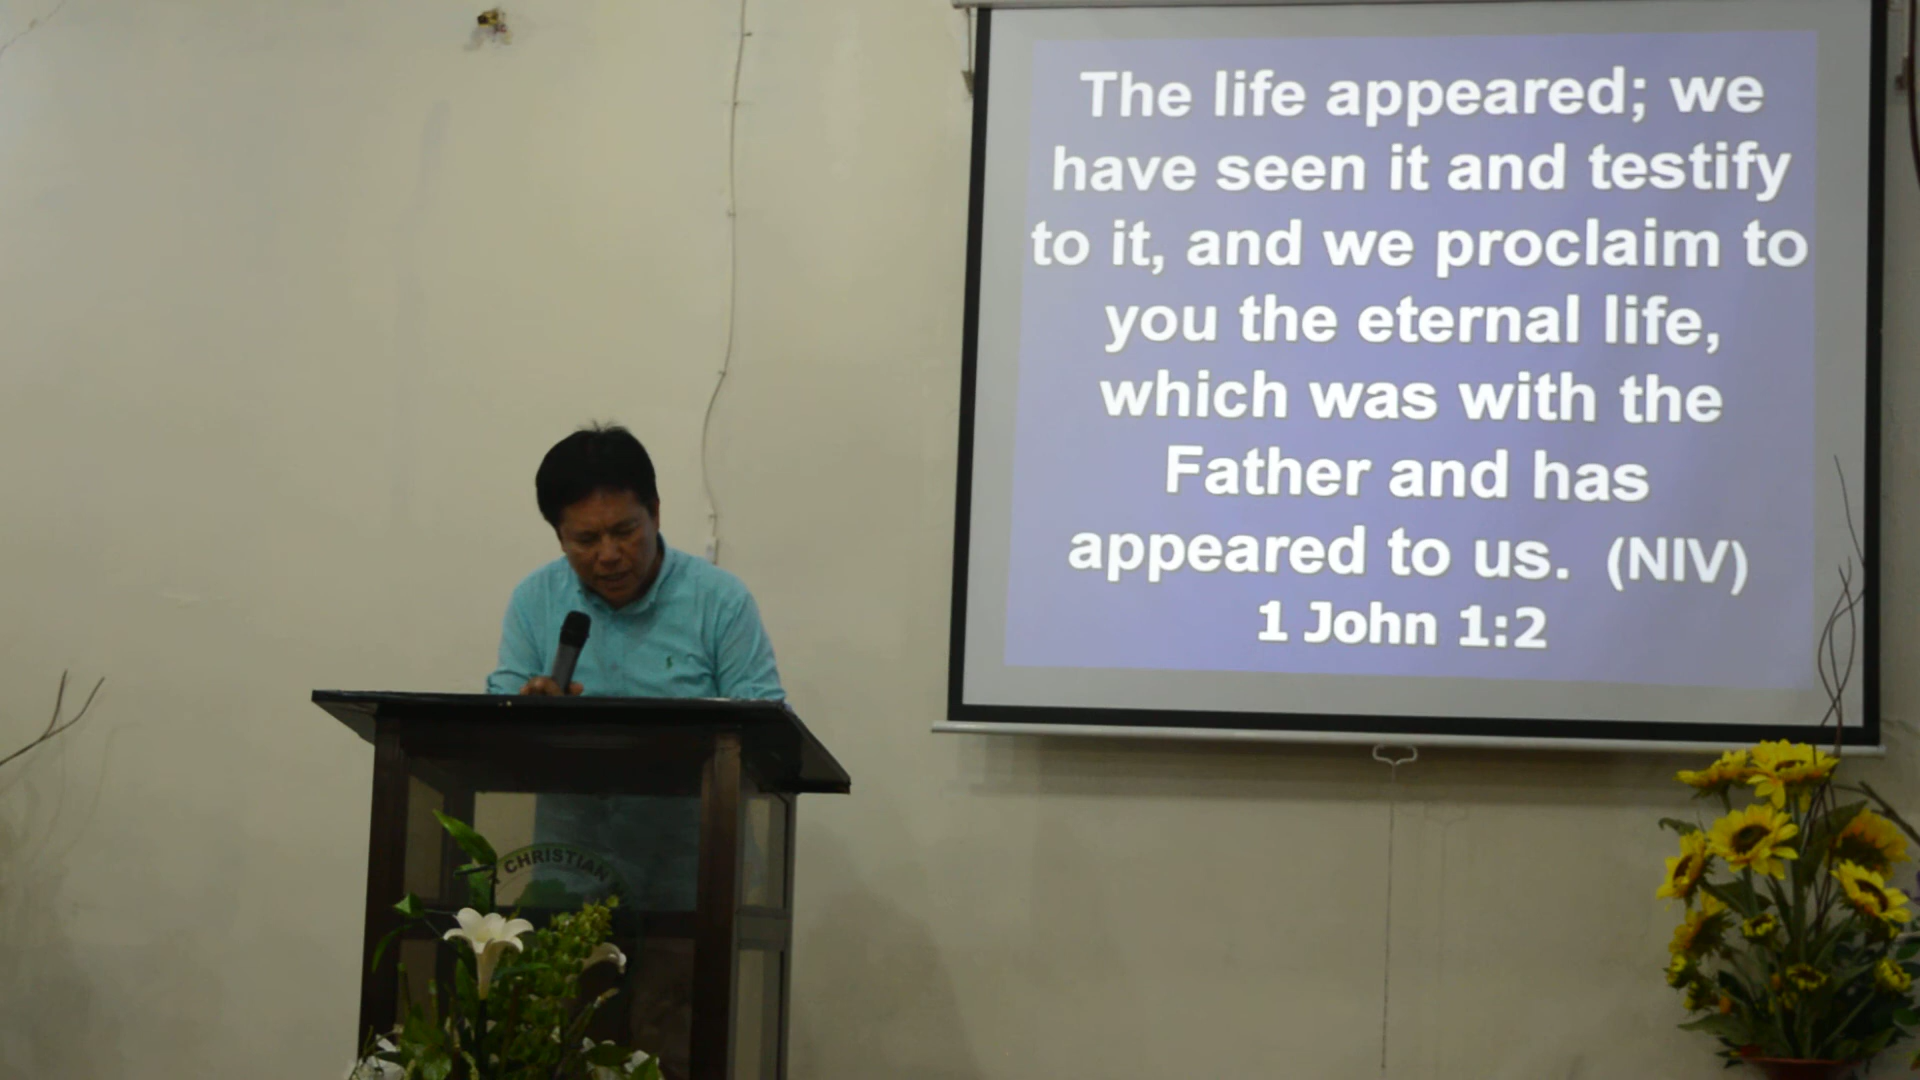 The life appeared; we
have seen it and testify
to it, and we proclaim to
you the eternal life,
which was with the
Father and has
appeared to us. (NIV)
1 John 1:2
CHRISTIAN